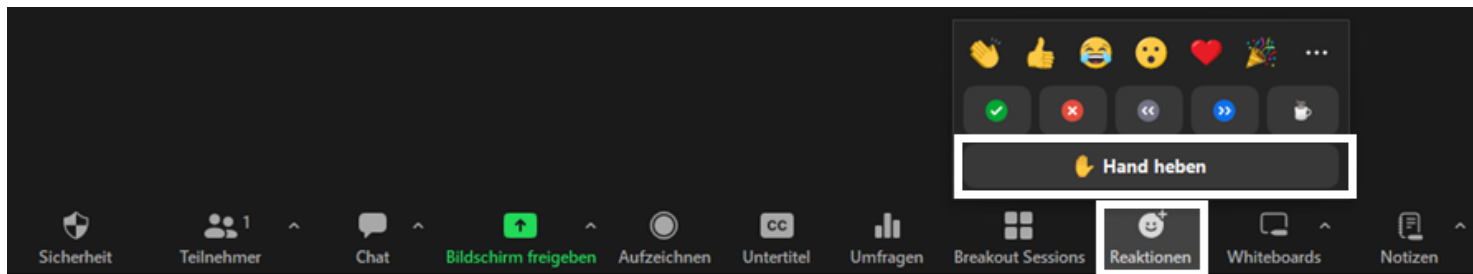 Hand heben
1
Sicherheit Teilnehmer Chat Bildschirm freigeben Aufzeichnen CC Untertitel Umfragen Breakout Sessions Reaktionen Whiteboards Notizen